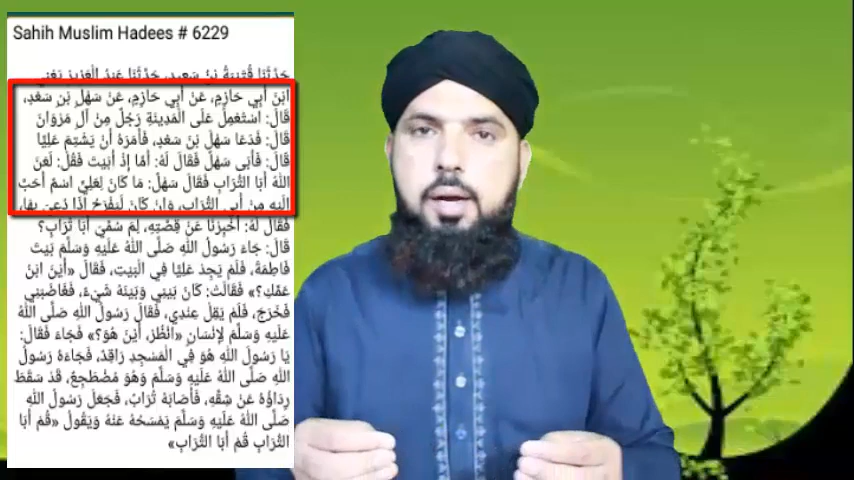 Sahih Muslim Hadees # 6229
حَدَّثَنَا قُتَيْبَةُ بْنُ سَعِيدٍ، حَدَّثَنَا عَبْدُ الْعَزِيزِ يَعْنِي
ابْنَ أَبِي حَازِمٍ، عَنْ أَبِي حَازِمٍ، عَنْ سَهْلِ بْنِ سَعْدٍ،
قَالَ: اسْتُعْمِلَ عَلَى الْمَدِينَةِ رَجُلٌ مِنْ آلِ مَرْوَانَ
قَالَ: فَدَعَا سَهْلَ بْنَ سَعْدٍ، فَأَمَرَهُ أَنْ يَشْتِمَ عَلِيًّا
قَالَ: فَأَبَى سَهْلٌ فَقَالَ لَهُ: أَمَّا إِذْ أَبَيْتَ فَقُلْ: لَعَنَ
اللهُ أَبَا التُّرَابِ فَقَالَ سَهْلٌ: مَا كَانَ لِعَلِيٍّ اسْمٌ أَحَبَّ
إِلَيْهِ مِنْ أَبِي التُّرَابِ، وَإِنْ كَانَ لَيَفْرَحُ إِذَا دُعِيَ بِهَا،
فَقَالَ لَهُ: أَخْبِرْنَا عَنْ قِصَّتِهِ، لِمَ سُمِّيَ أَبَا تُرَابٍ؟
قَالَ: جَاءَ رَسُولُ اللهِ صَلَّى اللهُ عَلَيْهِ وَسَلَّمَ بَيْتَ
فَاطِمَةَ، فَلَمْ يَجِدْ عَلِيًّا فِي الْبَيْتِ، فَقَالَ «أَيْنَ ابْنُ
عَمِّكِ؟» فَقَالَتْ: كَانَ بَيْنِي وَبَيْنَهُ شَيْءٌ، فَغَاضَبَنِي
فَخَرَجَ، فَلَمْ يَقِلْ عِنْدِي، فَقَالَ رَسُولُ اللهِ صَلَّى اللهُ
عَلَيْهِ وَسَلَّمَ لِإِنْسَانٍ «انْظُرْ، أَيْنَ هُوَ؟» فَجَاءَ فَقَالَ:
يَا رَسُولَ اللهِ هُوَ فِي الْمَسْجِدِ رَاقِدٌ، فَجَاءَهُ رَسُولُ
اللهِ صَلَّى اللهُ عَلَيْهِ وَسَلَّمَ وَهُوَ مُضْطَجِعٌ، قَدْ سَقَطَ
رِدَاؤُهُ عَنْ شِقِّهِ، فَأَصَابَهُ تُرَابٌ، فَجَعَلَ رَسُولُ اللهِ
صَلَّى اللهُ عَلَيْهِ وَسَلَّمَ يَمْسَحُهُ عَنْهُ وَيَقُولُ «قُمْ أَبَا
التُّرَابِ قُمْ أَبَا التُّرَابِ»